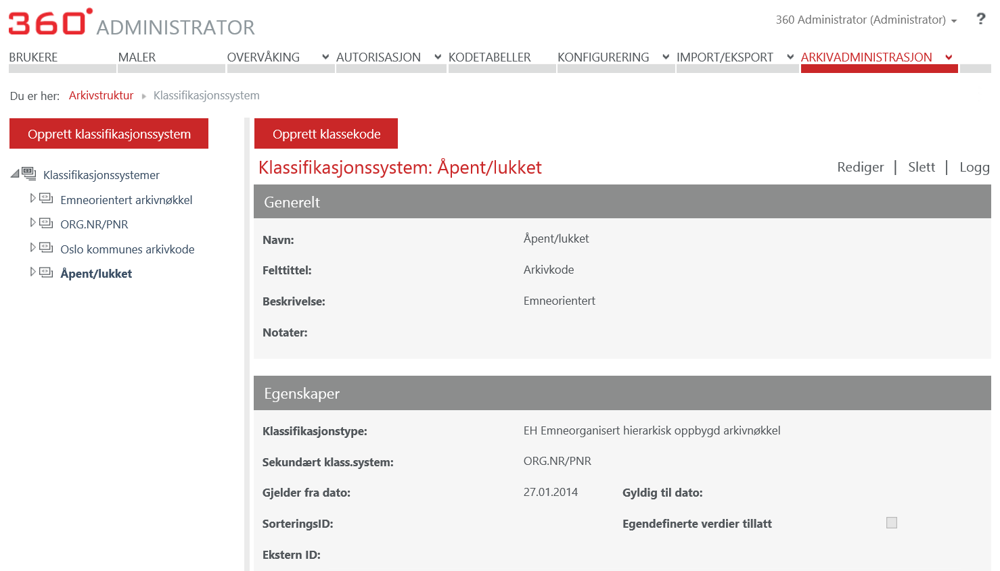 360° ADMINISTRATOR
360 Administrator (Administrator)
?
BRUKERE MALER OVERVÅKING AUTORISASJON KODETABELLER KONFIGURERING IMPORT/EKSPORT ARKIVADMINISTRASJON
Du er her: Arkivstruktur Klassifikasjonssystem
Opprett klassifikasjonssystem
Klassifikasjonssystemer
Emneorientert arkivnøkkel
ORG.NR/PNR
Oslo kommunes arkivkode
Åpent/lukket
Opprett klassekode
Klassifikasjonssystem: Åpent/lukket
Rediger | Slett | Logg
Generelt
Navn: Åpent/lukket
Felttittel: Arkivkode
Beskrivelse: Emneorientert
Notater:
Egenskaper
Klassifikasjonstype: EH Emneorganisert hierarkisk oppbygd arkivnøkkel
Sekundært klass.system: ORG.NR/PNR
Gjelder fra dato: 27.01.2014 Gyldig til dato:
SorteringsID: Egendefinerte verdier tillatt
Ekstern ID: